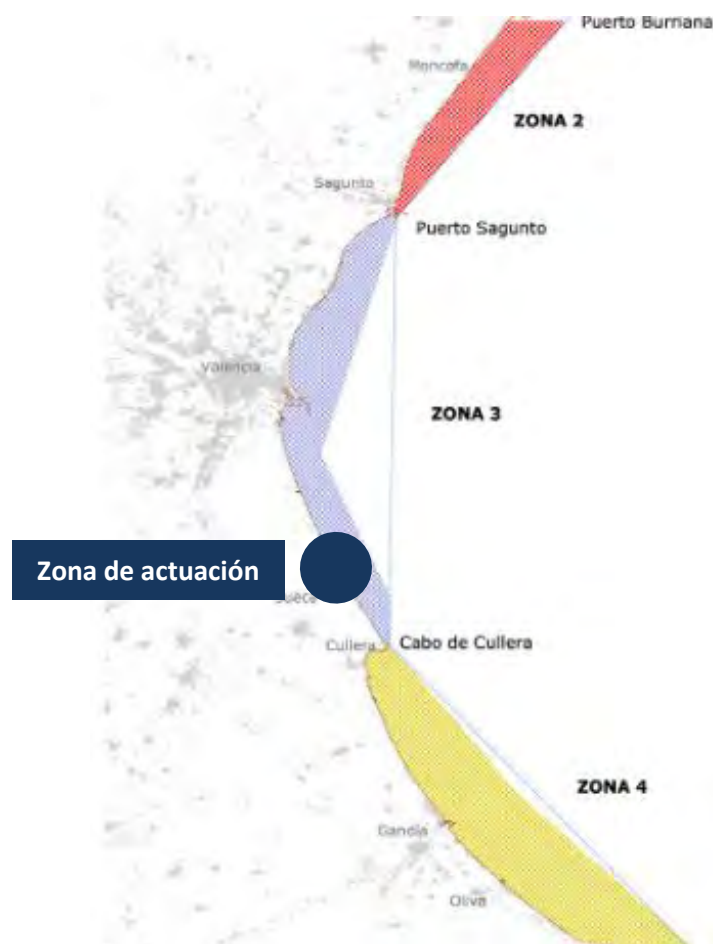 Puerto Burriana
Moncofa
ZONA 2
Sagunto
Puerto Sagunto
Valencia
ZONA 3
Zona de actuación
Sueca
Cullera
Cabo de Cullera
ZONA 4
Gandia
Oliva